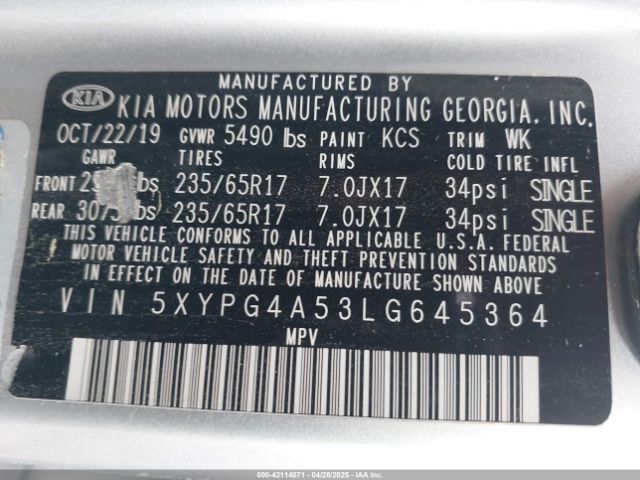 MANUFACTURED BY
KIA KIA MOTORS MANUFACTURING GEORGIA, INC.
OCT/22/19 GVWR 5490 lbs PAINT KCS TRIM WK
GAWR TIRES RIMS COLD TIRE INFL
FRONT lbs 235/65R17 7.0JX17 34psi SINGLE
REAR lbs 235/65R17 7.0JX17 34psi SINGLE
THIS VEHICLE CONFORMS TO ALL APPLICABLE U.S.A. FEDERAL
MOTOR VEHICLE SAFETY AND THEFT PREVENTION STANDARDS
IN EFFECT ON THE DATE OF MANUFACTURE SHOWN ABOVE
VIN 5XYPG4A53LG645364
MPV
000-42114071 - 04/28/2025 - IAAI.com